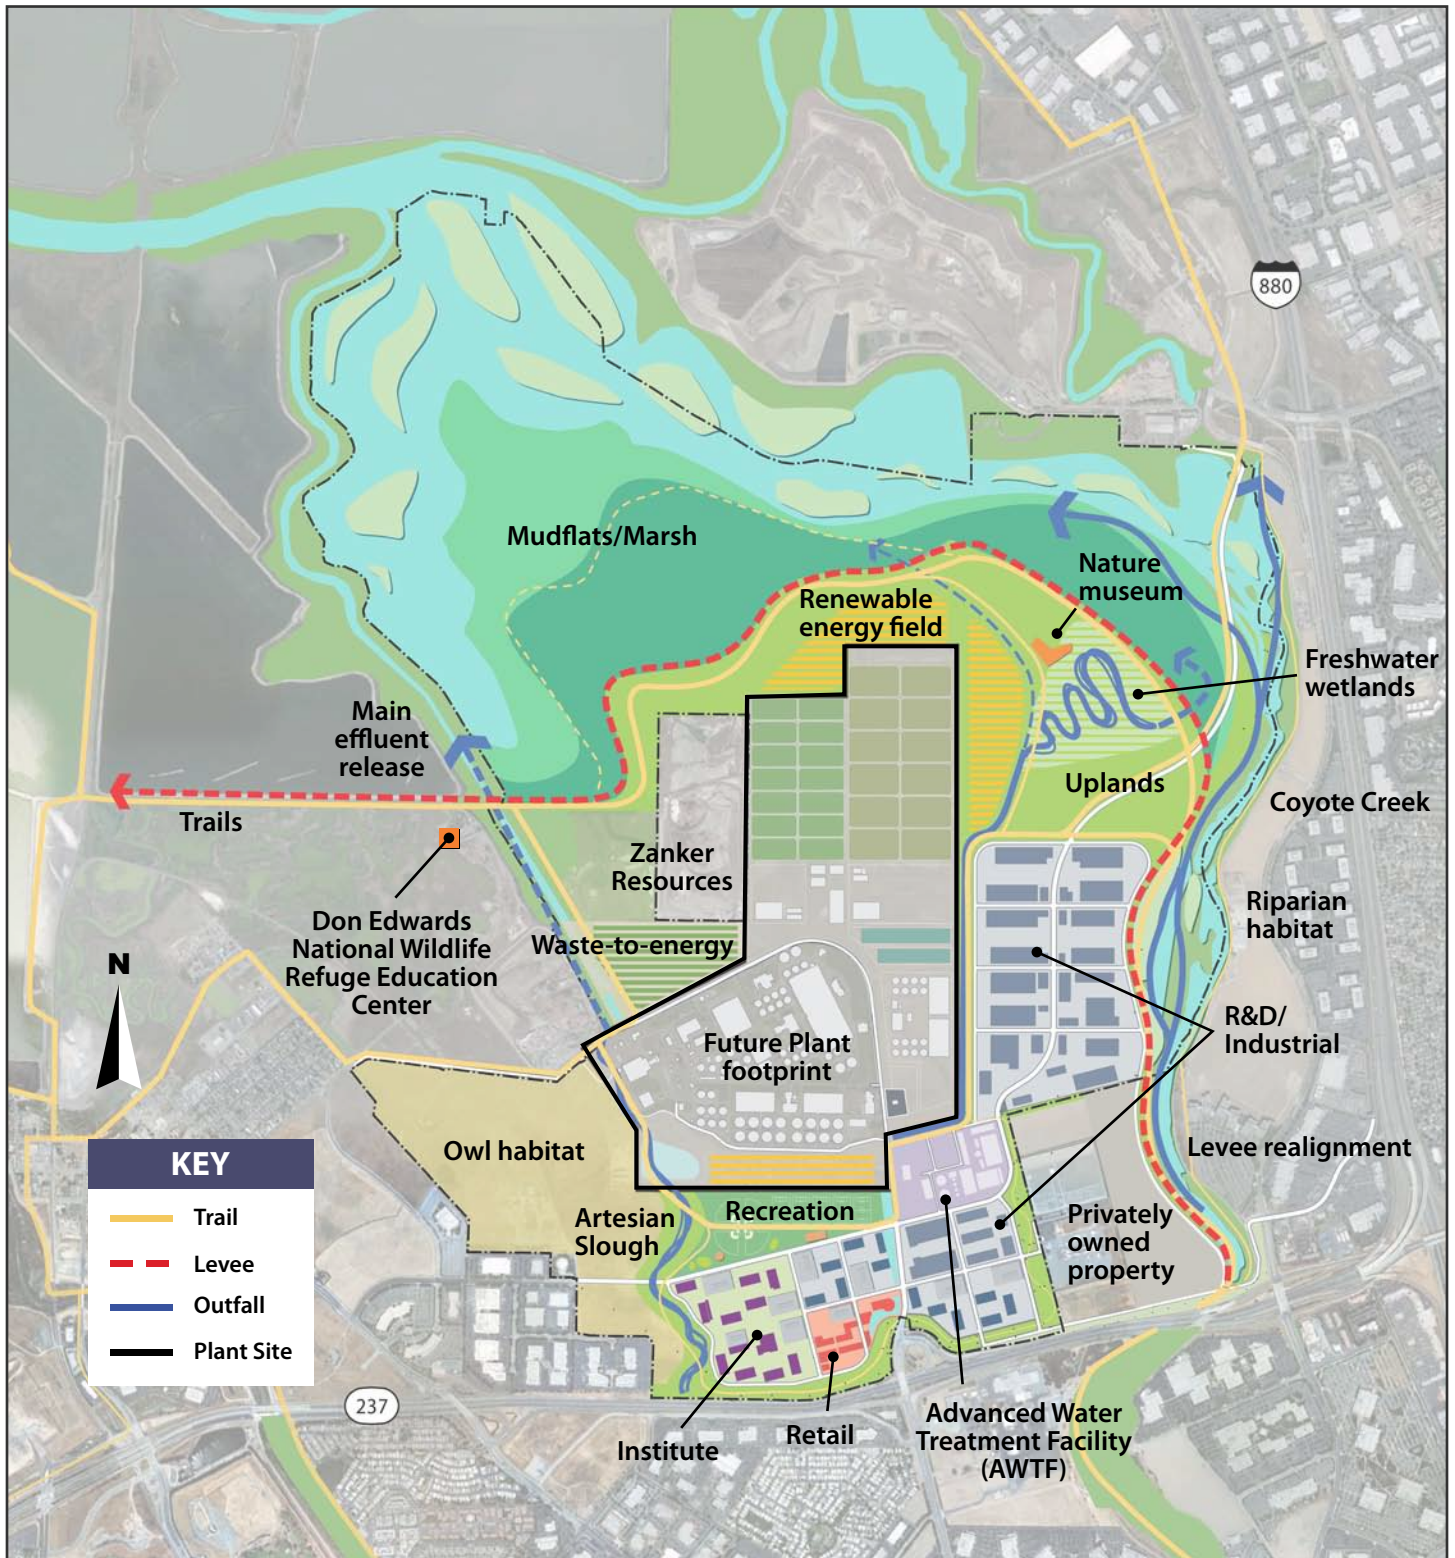 880
Mudflats/Marsh
Nature
museum
Renewable
energy field
Freshwater
wetlands
Main
effluent
release
Uplands
Coyote Creek
Trails
Zanker
Resources
Riparian
habitat
Don Edwards
National Wildlife
Refuge Education
Center
Waste-to-energy
N
R&D/
Industrial
Future Plant
footprint
Owl habitat
Levee realignment
KEY
Trail
Levee
Outfall
Plant Site
Artesian
Slough
Recreation
Privately
owned
property
237
Institute
Retail
Advanced Water
Treatment Facility
(AWTF)